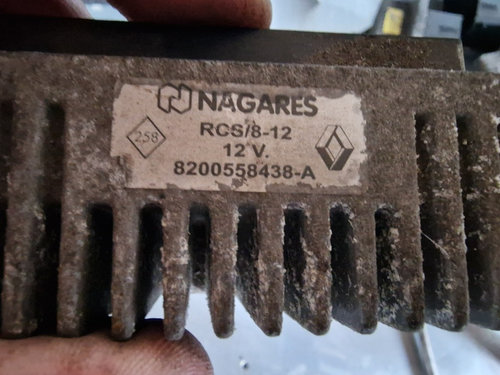 NAGARES
RCS/8-12
258
12 V.
8200558438-A